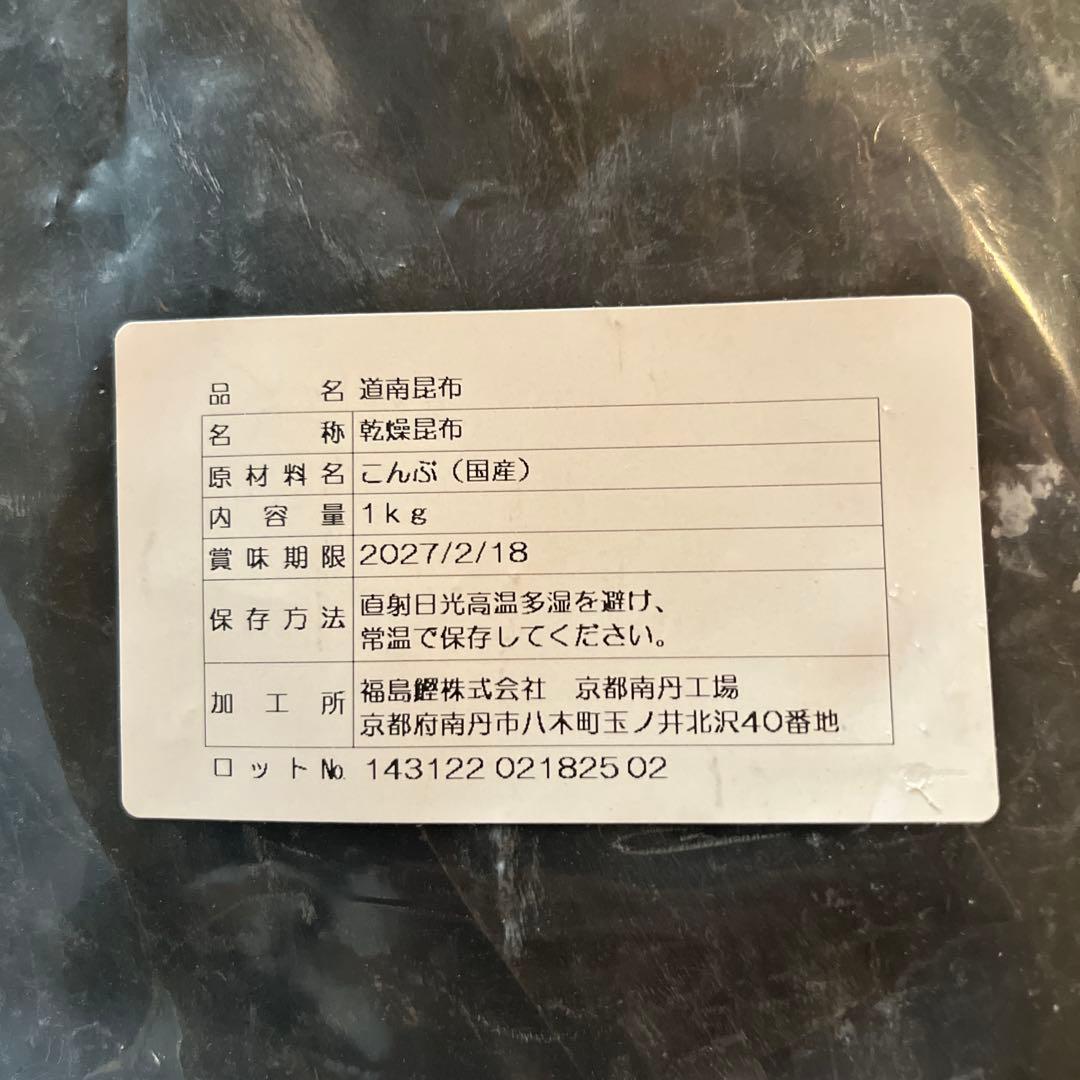 品名 道南昆布
名称 乾燥昆布
原材料名 こんぶ（国産）
内容量 1kg
賞味期限 2027/2/18
保存方法 直射日光高温多湿を避け、
常温で保存してください。
加工所 福島鰹株式会社 京都南丹工場
京都府南丹市八木町玉ノ井北沢40番地
ロット№ 143122 021825 02